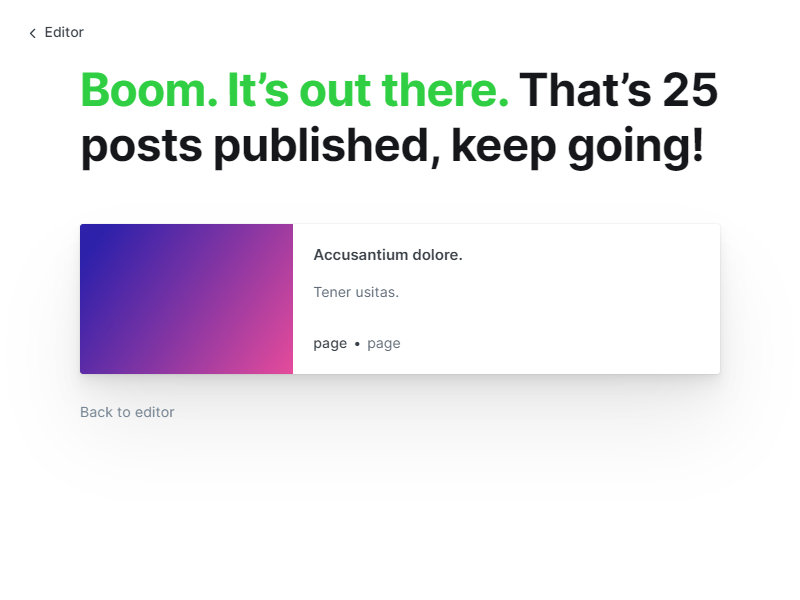 Editor
Boom. It’s out there. That’s 25
posts published, keep going!
Accusantium dolore.
Tener usitas.
page • page
Back to editor